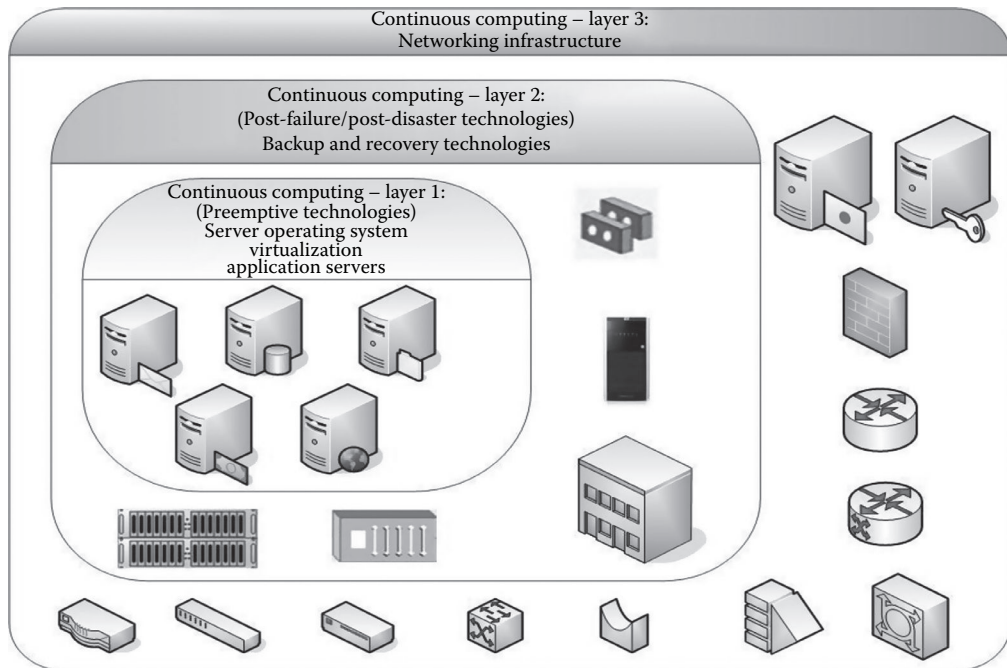 Continuous computing – layer 3:
Networking infrastructure
Continuous computing – layer 2:
(Post-failure/post-disaster technologies)
Backup and recovery technologies
Continuous computing – layer 1:
(Preemptive technologies)
Server operating system
virtualization
application servers